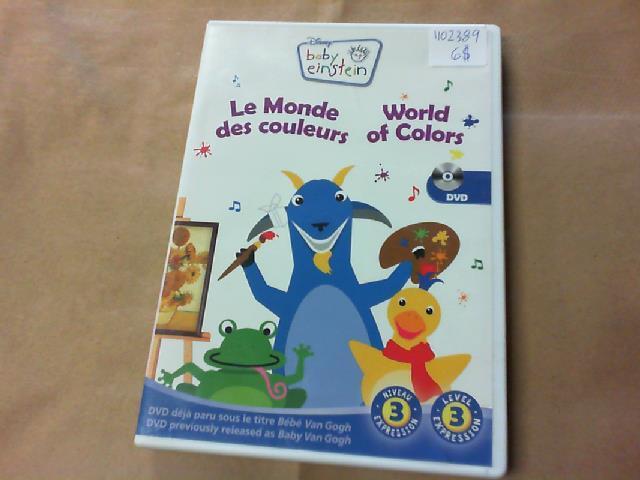 1102389
6$
Disney
baby
einstein
Le Monde
des couleurs
World
of Colors
DVD
DVD déjà paru sous le titre Bébé Van Gogh
DVD previously released as Baby Van Gogh
NIVEAU
3
EXPRESSION
LEVEL
3
EXPRESSION